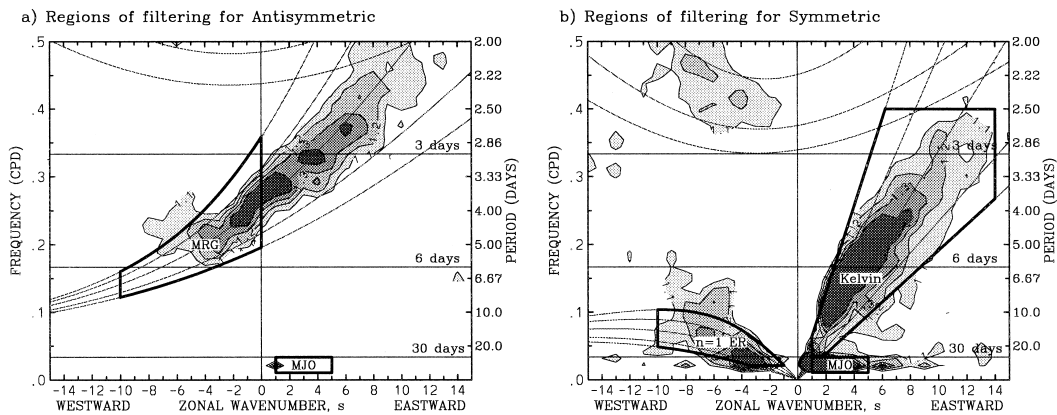 a) Regions of filtering for Antisymmetric
.5
.4
.3
.2
.1
.0
FREQUENCY (CPD)
2.00
2.22
2.50
2.86
3.33
4.00
5.00
6.67
10.0
20.0
PERIOD (DAYS)
3 days
MRG
6 days
30 days
MJO
-14 -12 -10 -8 -6 -4 -2 0 2 4 6 8 10 12 14
WESTWARD ZONAL WAVENUMBER, s EASTWARD
b) Regions of filtering for Symmetric
.5
.4
.3
.2
.1
.0
FREQUENCY (CPD)
2.00
2.22
2.50
2.86
3.33
4.00
5.00
6.67
10.0
20.0
PERIOD (DAYS)
3 days
6 days
Kelvin
n=1 ER
30 days
MJO
-14 -12 -10 -8 -6 -4 -2 0 2 4 6 8 10 12 14
WESTWARD ZONAL WAVENUMBER, s EASTWARD